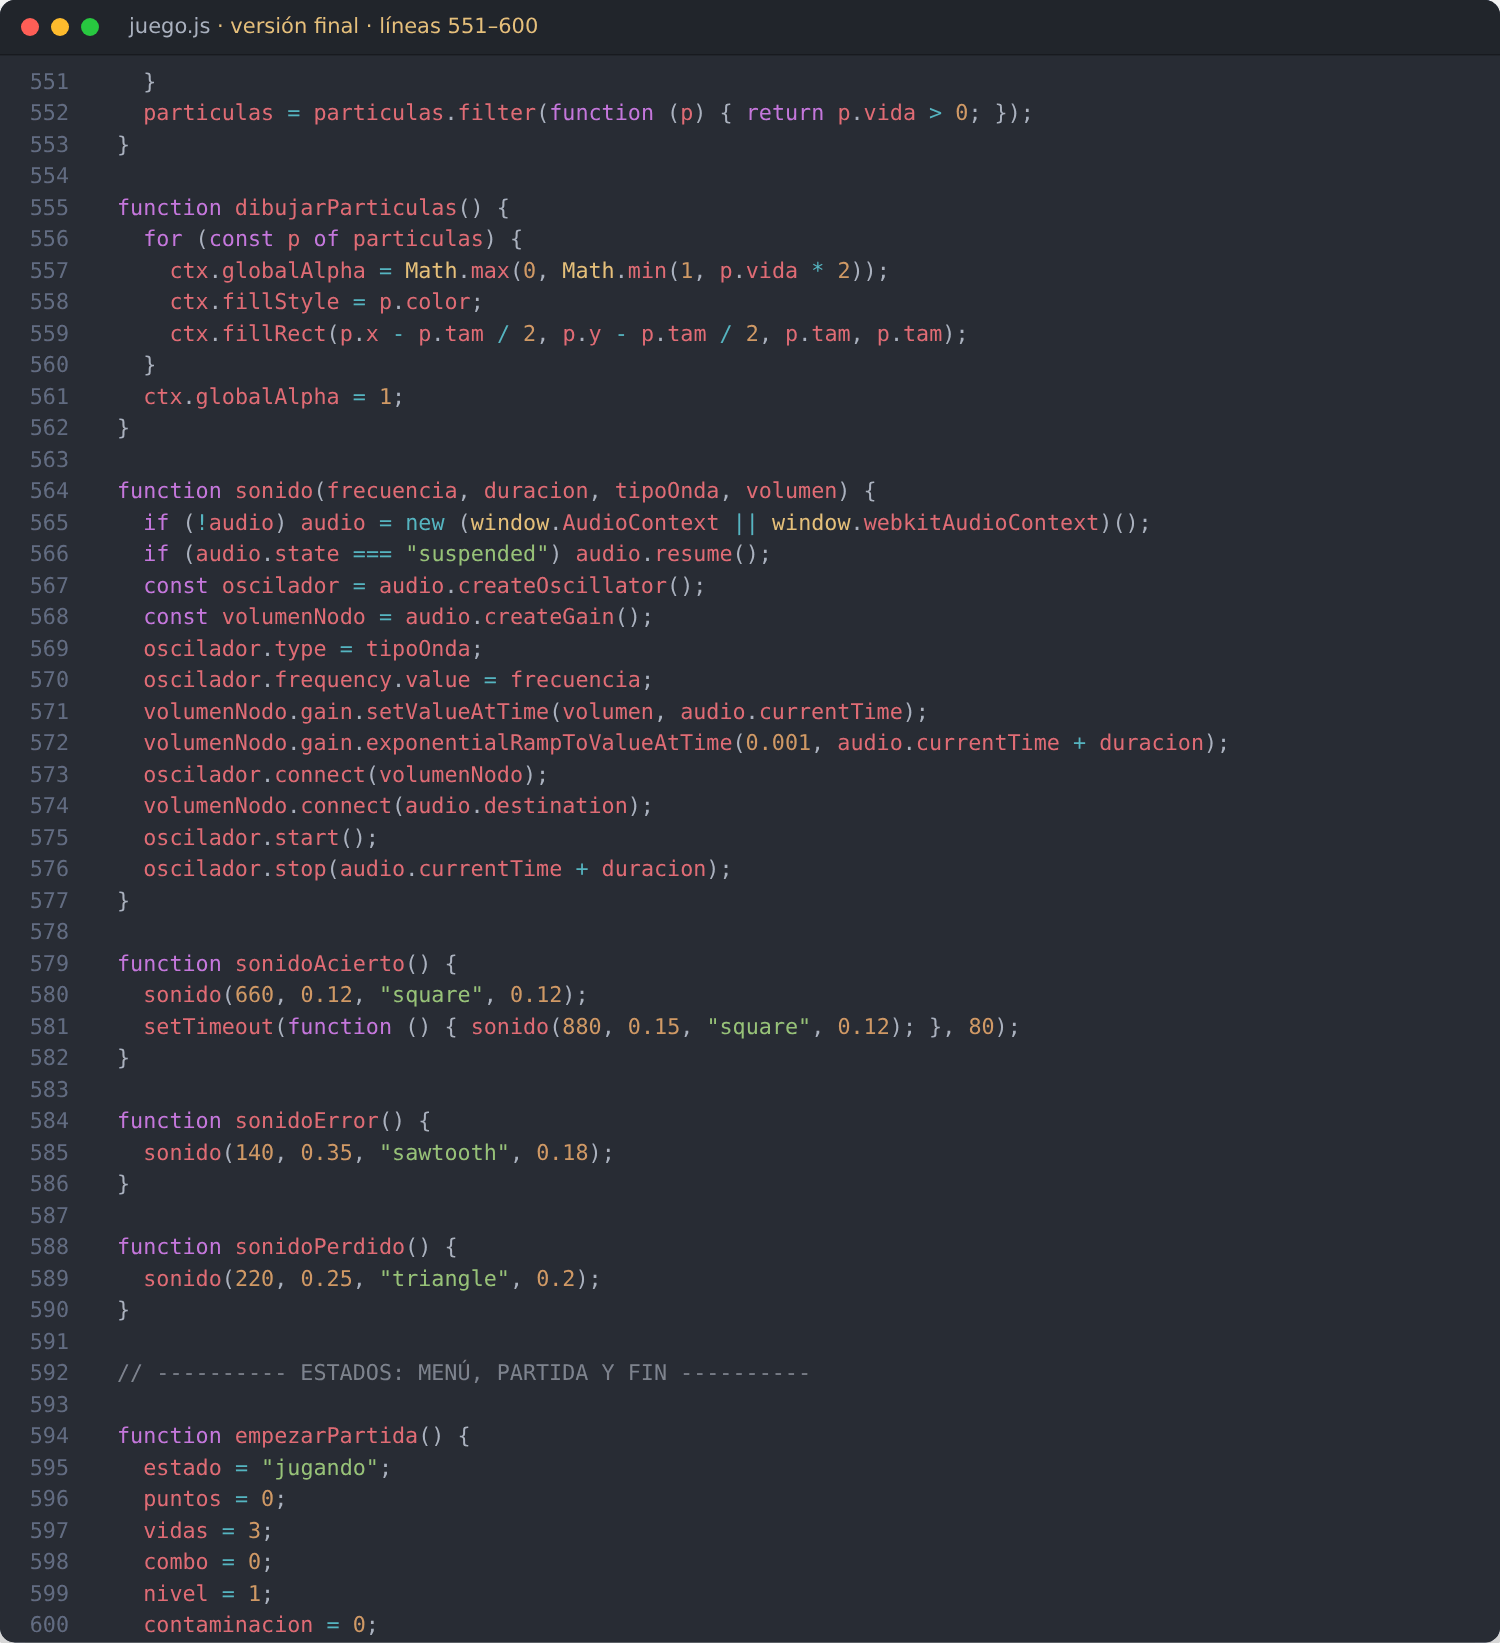 juego.js · versión final · líneas 551–600
551 }
552 particulas = particulas.filter(function (p) { return p.vida > 0; });
553 }
554
555 function dibujarParticulas() {
556 for (const p of particulas) {
557 ctx.globalAlpha = Math.max(0, Math.min(1, p.vida * 2));
558 ctx.fillStyle = p.color;
559 ctx.fillRect(p.x - p.tam / 2, p.y - p.tam / 2, p.tam, p.tam);
560 }
561 ctx.globalAlpha = 1;
562 }
563
564 function sonido(frecuencia, duracion, tipoOnda, volumen) {
565 if (!audio) audio = new (window.AudioContext || window.webkitAudioContext)();
566 if (audio.state === "suspended") audio.resume();
567 const oscilador = audio.createOscillator();
568 const volumenNodo = audio.createGain();
569 oscilador.type = tipoOnda;
570 oscilador.frequency.value = frecuencia;
571 volumenNodo.gain.setValueAtTime(volumen, audio.currentTime);
572 volumenNodo.gain.exponentialRampToValueAtTime(0.001, audio.currentTime + duracion);
573 oscilador.connect(volumenNodo);
574 volumenNodo.connect(audio.destination);
575 oscilador.start();
576 oscilador.stop(audio.currentTime + duracion);
577 }
578
579 function sonidoAcierto() {
580 sonido(660, 0.12, "square", 0.12);
581 setTimeout(function () { sonido(880, 0.15, "square", 0.12); }, 80);
582 }
583
584 function sonidoError() {
585 sonido(140, 0.35, "sawtooth", 0.18);
586 }
587
588 function sonidoPerdido() {
589 sonido(220, 0.25, "triangle", 0.2);
590 }
591
592 // ---------- ESTADOS: MENÚ, PARTIDA Y FIN ----------
593
594 function empezarPartida() {
595 estado = "jugando";
596 puntos = 0;
597 vidas = 3;
598 combo = 0;
599 nivel = 1;
600 contaminacion = 0;